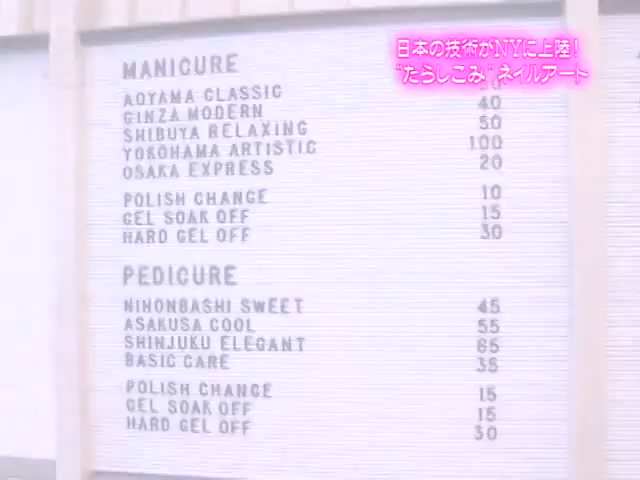 日本の技術がNYに上陸!
"たらしこみ"ネイルアート
MANICURE
AOYAMA CLASSIC
GINZA MODERN 40
SHIBUYA RELAXING 50
YOKOHAMA ARTISTIC 100
OSAKA EXPRESS 20
POLISH CHANGE 10
GEL SOAK OFF 15
HARD GEL OFF 30
PEDICURE
NIHONBASHI SWEET 45
ASAKUSA COOL 55
SHINJUKU ELEGANT 65
BASIC CARE 35
POLISH CHANGE 15
GEL SOAK OFF 15
HARD GEL OFF 30